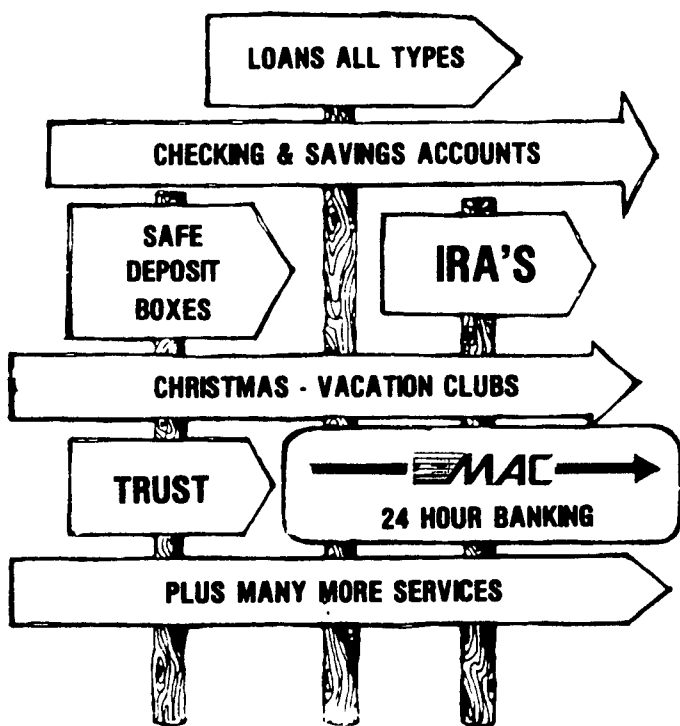 LOANS ALL TYPES
CHECKING & SAVINGS ACCOUNTS
SAFE
DEPOSIT
BOXES
IRA'S
CHRISTMAS - VACATION CLUBS
TRUST
MAC
24 HOUR BANKING
PLUS MANY MORE SERVICES